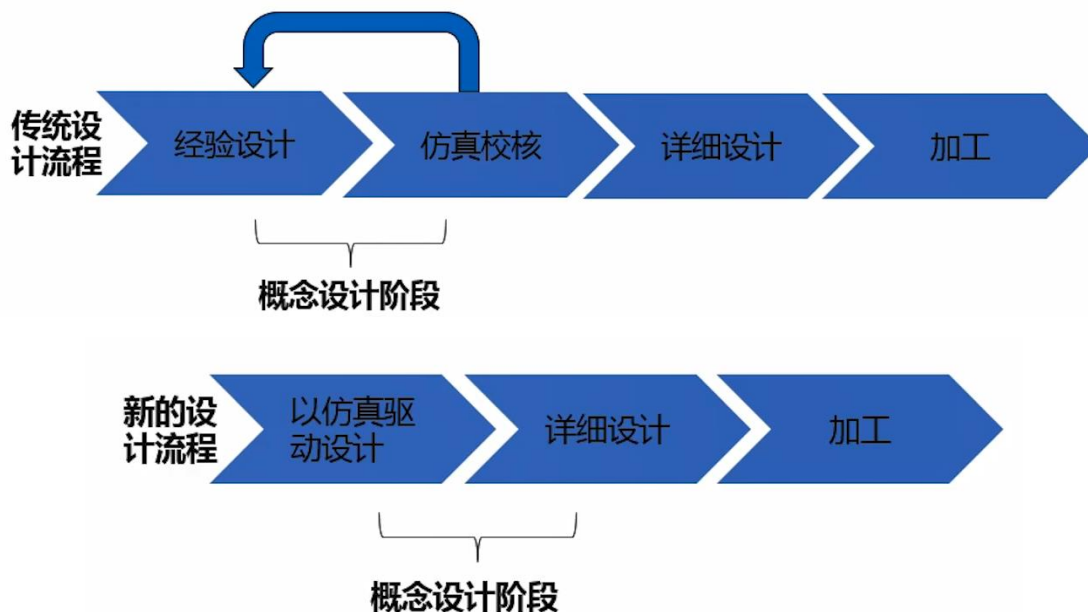 传统设
计流程
经验设计
仿真校核
详细设计
加工
概念设计阶段
新的设
计流程
以仿真驱
动设计
详细设计
加工
概念设计阶段